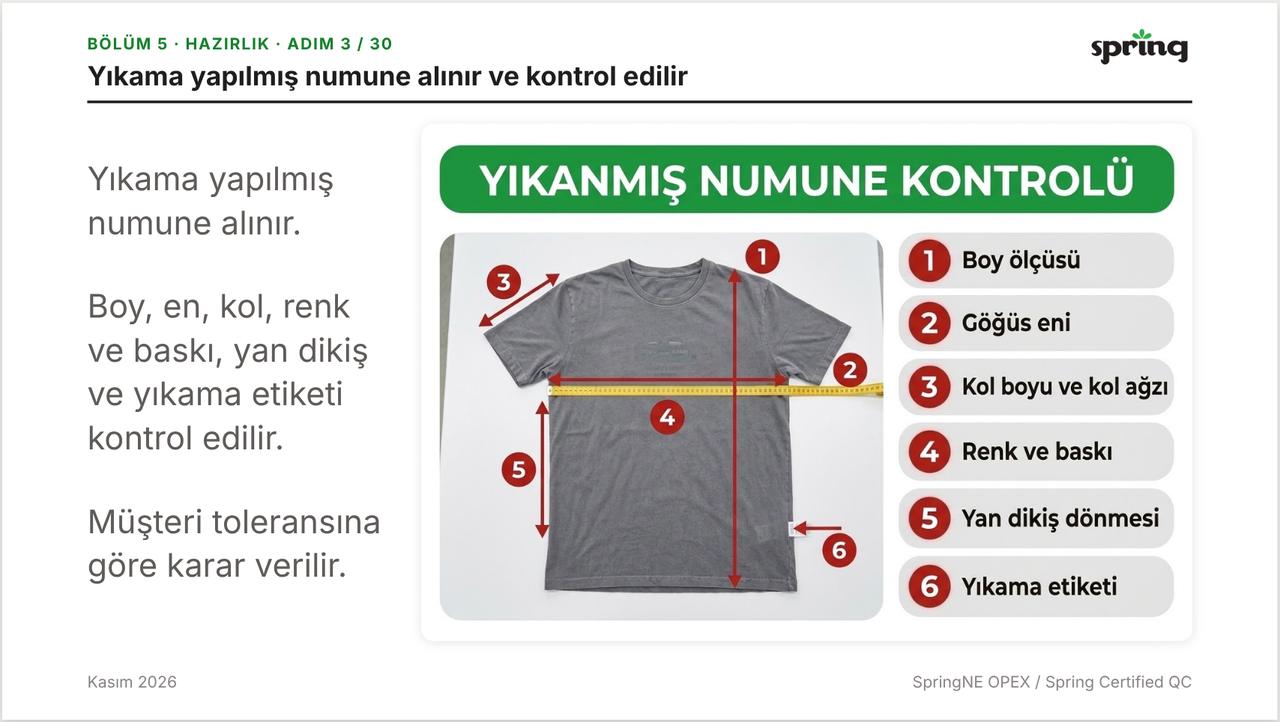 BÖLÜM 5 · HAZIRLIK · ADIM 3 / 30
Yıkama yapılmış numune alınır ve kontrol edilir
spring
Yıkama yapılmış
numune alınır.
Boy, en, kol, renk
ve baskı, yan dikiş
ve yıkama etiketi
kontrol edilir.
Müşteri toleransına
göre karar verilir.
YIKANMIŞ NUMUNE KONTROLÜ
1
3
2
4
5
6
1 Boy ölçüsü
2 Göğüs eni
3 Kol boyu ve kol ağzı
4 Renk ve baskı
5 Yan dikiş dönmesi
6 Yıkama etiketi
Kasım 2026
SpringNE OPEX / Spring Certified QC